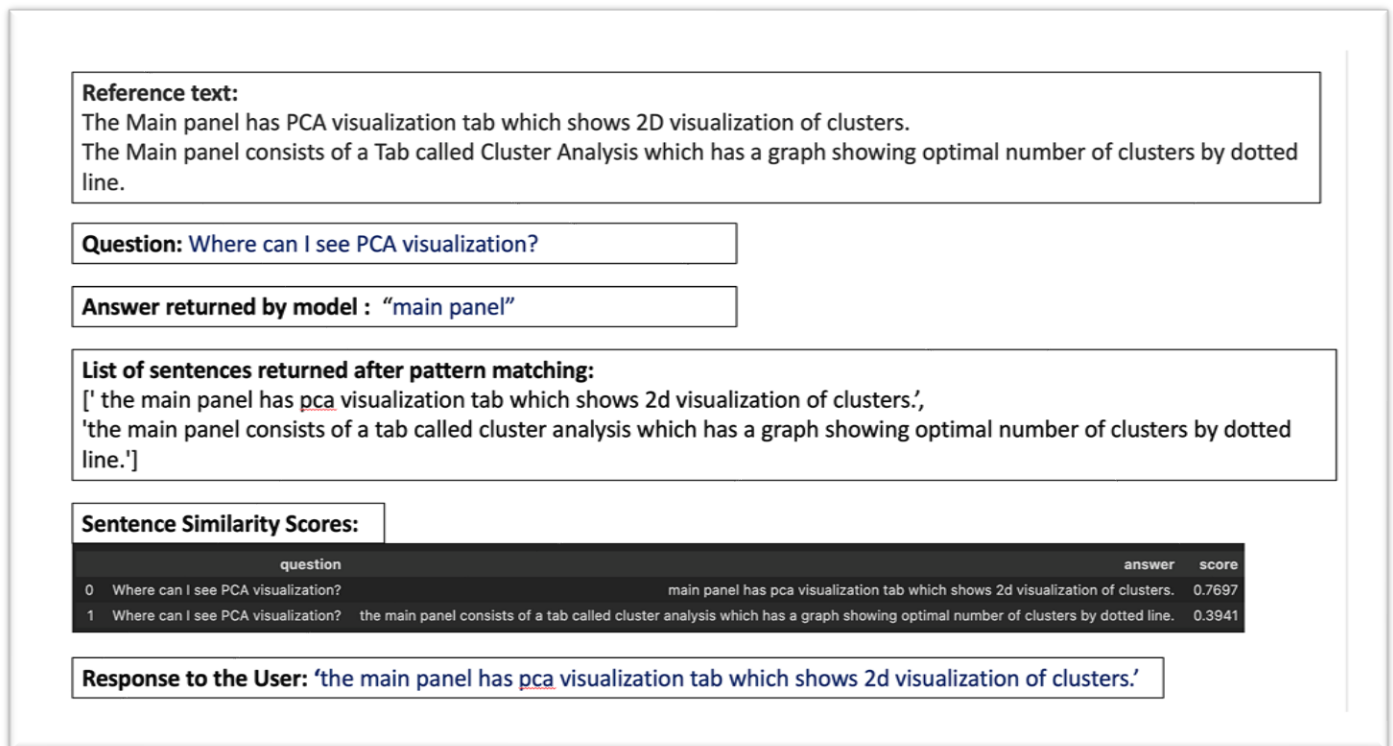 Reference text:
The Main panel has PCA visualization tab which shows 2D visualization of clusters.
The Main panel consists of a Tab called Cluster Analysis which has a graph showing optimal number of clusters by dotted
line.
Question: Where can I see PCA visualization?
Answer returned by model : “main panel”
List of sentences returned after pattern matching:
[' the main panel has pca visualization tab which shows 2d visualization of clusters.’,
'the main panel consists of a tab called cluster analysis which has a graph showing optimal number of clusters by dotted
line.']
Sentence Similarity Scores:
question answer score
0 Where can I see PCA visualization? main panel has pca visualization tab which shows 2d visualization of clusters. 0.7697
1 Where can I see PCA visualization? the main panel consists of a tab called cluster analysis which has a graph showing optimal number of clusters by dotted line. 0.3941
Response to the User: ‘the main panel has pca visualization tab which shows 2d visualization of clusters.’